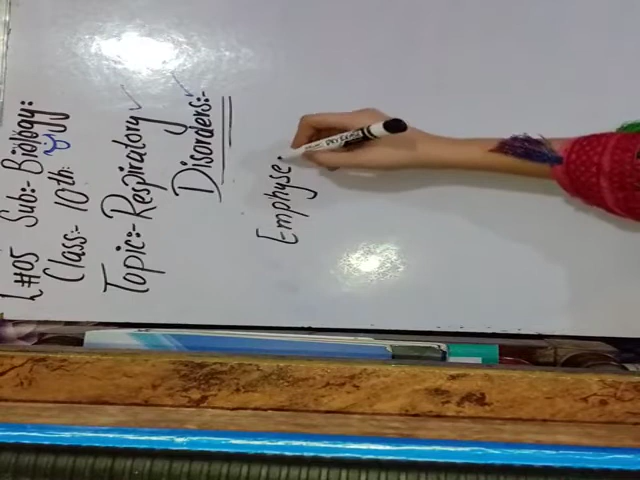 L#05 Sub:- Biology:
Class:- 10th:
Topic:- Respiratory
Disorders:-
Emphyse